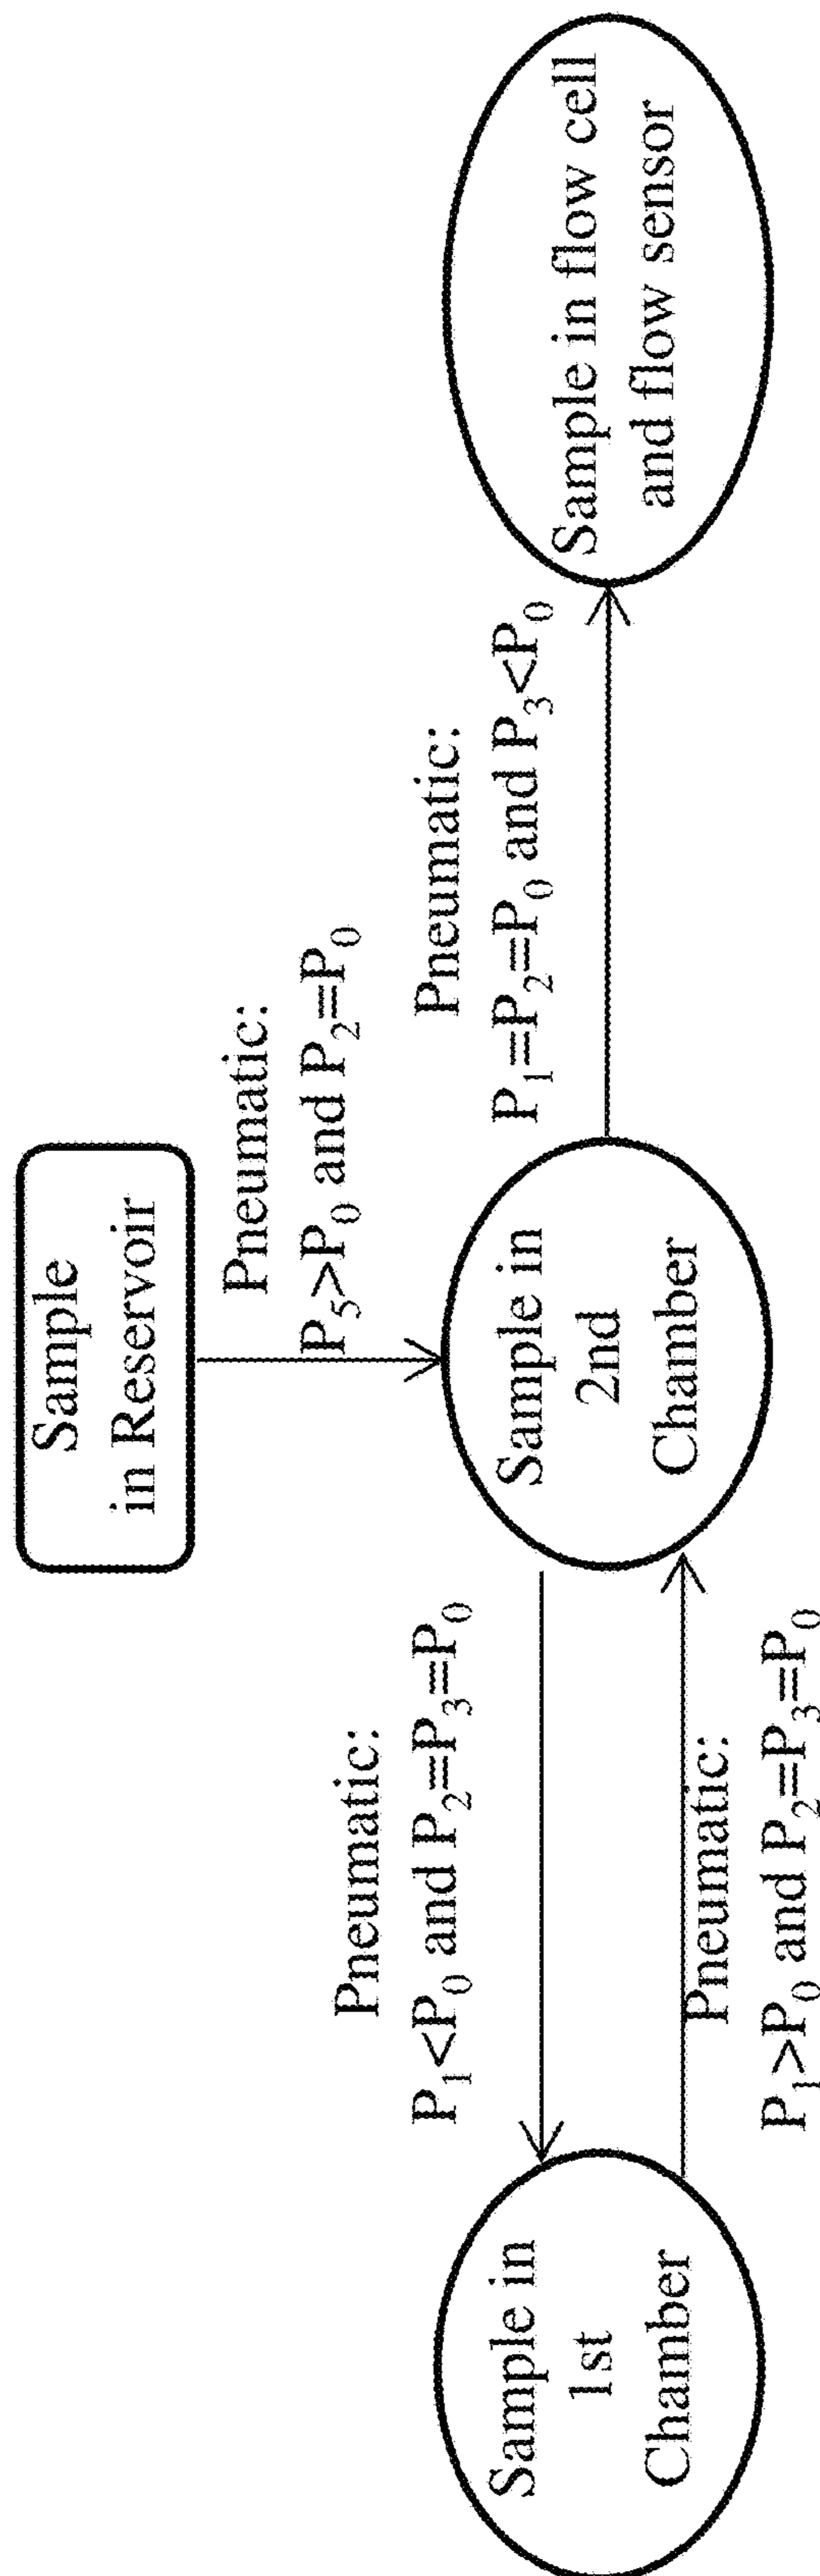 Sample
in Reservoir
Pneumatic:
P₅>P₀ and P₂=P₀
Pneumatic:
P₁<P₀ and P₂=P₃=P₀
Pneumatic:
P₁=P₂=P₀ and P₃<P₀
Sample in
1st
Chamber
Sample in
2nd
Chamber
Sample in flow cell
and flow sensor
Pneumatic:
P₁>P₀ and P₂=P₃=P₀